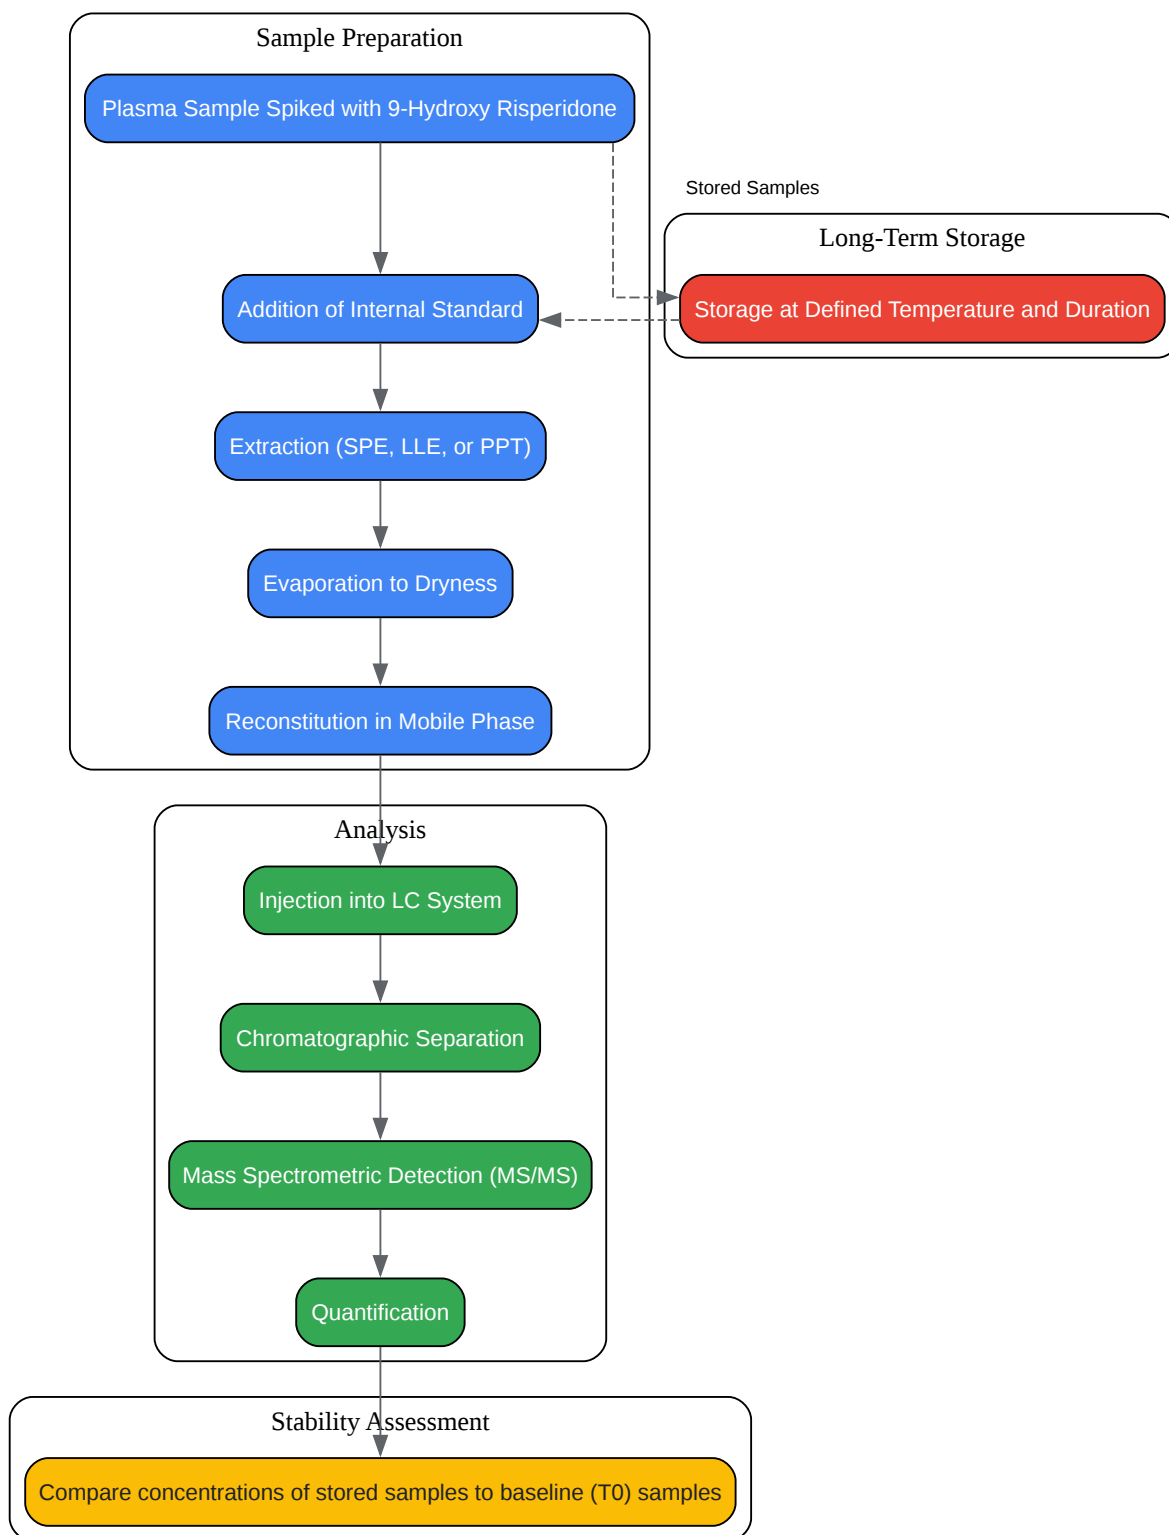 Sample Preparation
Plasma Sample Spiked with 9-Hydroxy Risperidone
Stored Samples
Long-Term Storage
Addition of Internal Standard
Storage at Defined Temperature and Duration
Extraction (SPE, LLE, or PPT)
Evaporation to Dryness
Reconstitution in Mobile Phase
Analysis
Injection into LC System
Chromatographic Separation
Mass Spectrometric Detection (MS/MS)
Quantification
Stability Assessment
Compare concentrations of stored samples to baseline (T0) samples